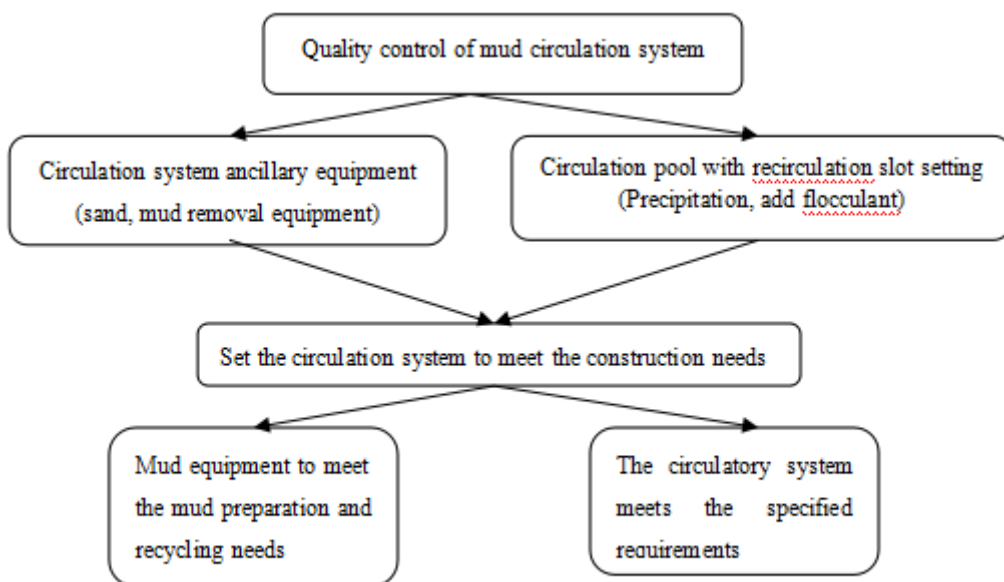 Quality control of mud circulation system
Circulation system ancillary equipment
(sand, mud removal equipment)
Circulation pool with recirculation slot setting
(Precipitation, add flocculant)
Set the circulation system to meet the construction needs
Mud equipment to meet
the mud preparation and
recycling needs
The circulatory system
meets the specified
requirements